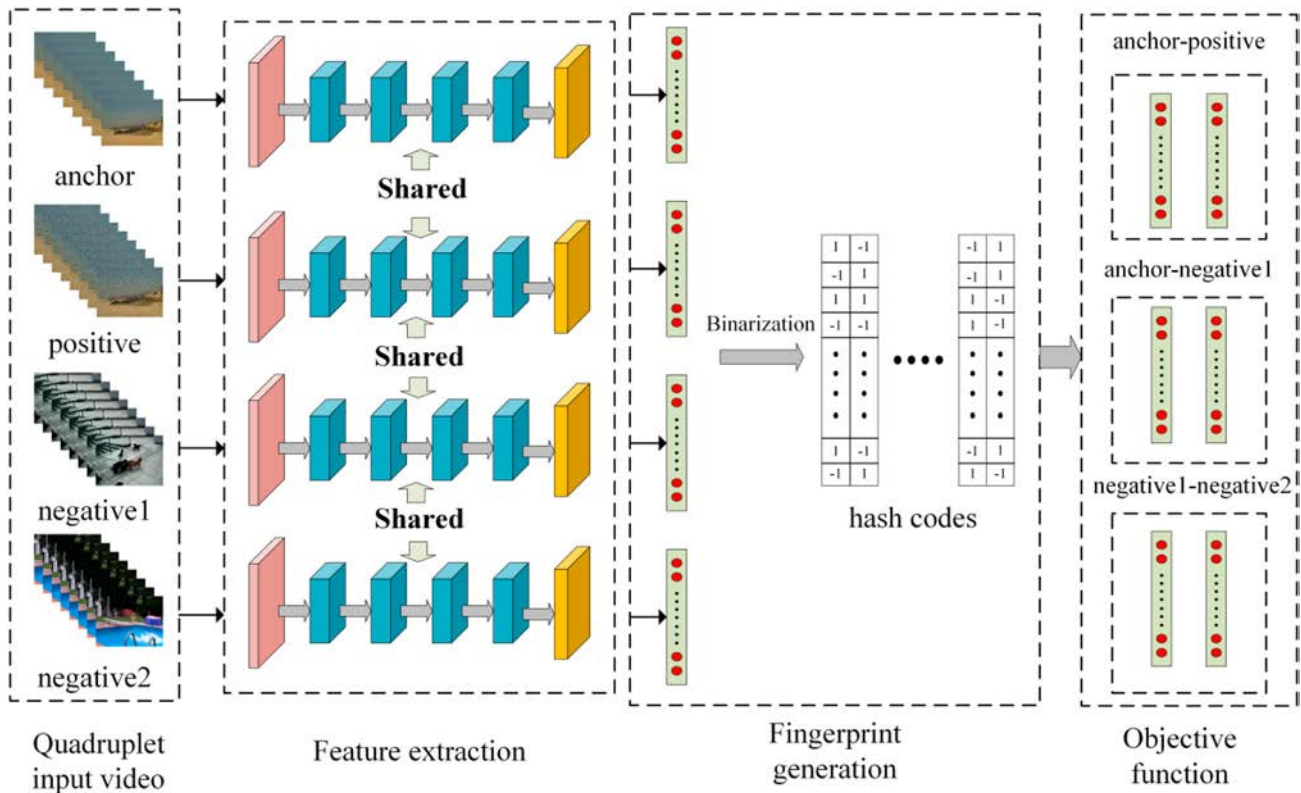 anchor
positive
negative1
negative2
Quadruplet
input video
Shared
Shared
Shared
Feature extraction
Binarization
1 -1
-1 1
1 1
-1 -1
1 -1
-1 1
-1 1
-1 1
1 -1
1 -1
-1 1
-1 1
hash codes
Fingerprint
generation
anchor-positive
anchor-negative1
negative1-negative2
Objective
function